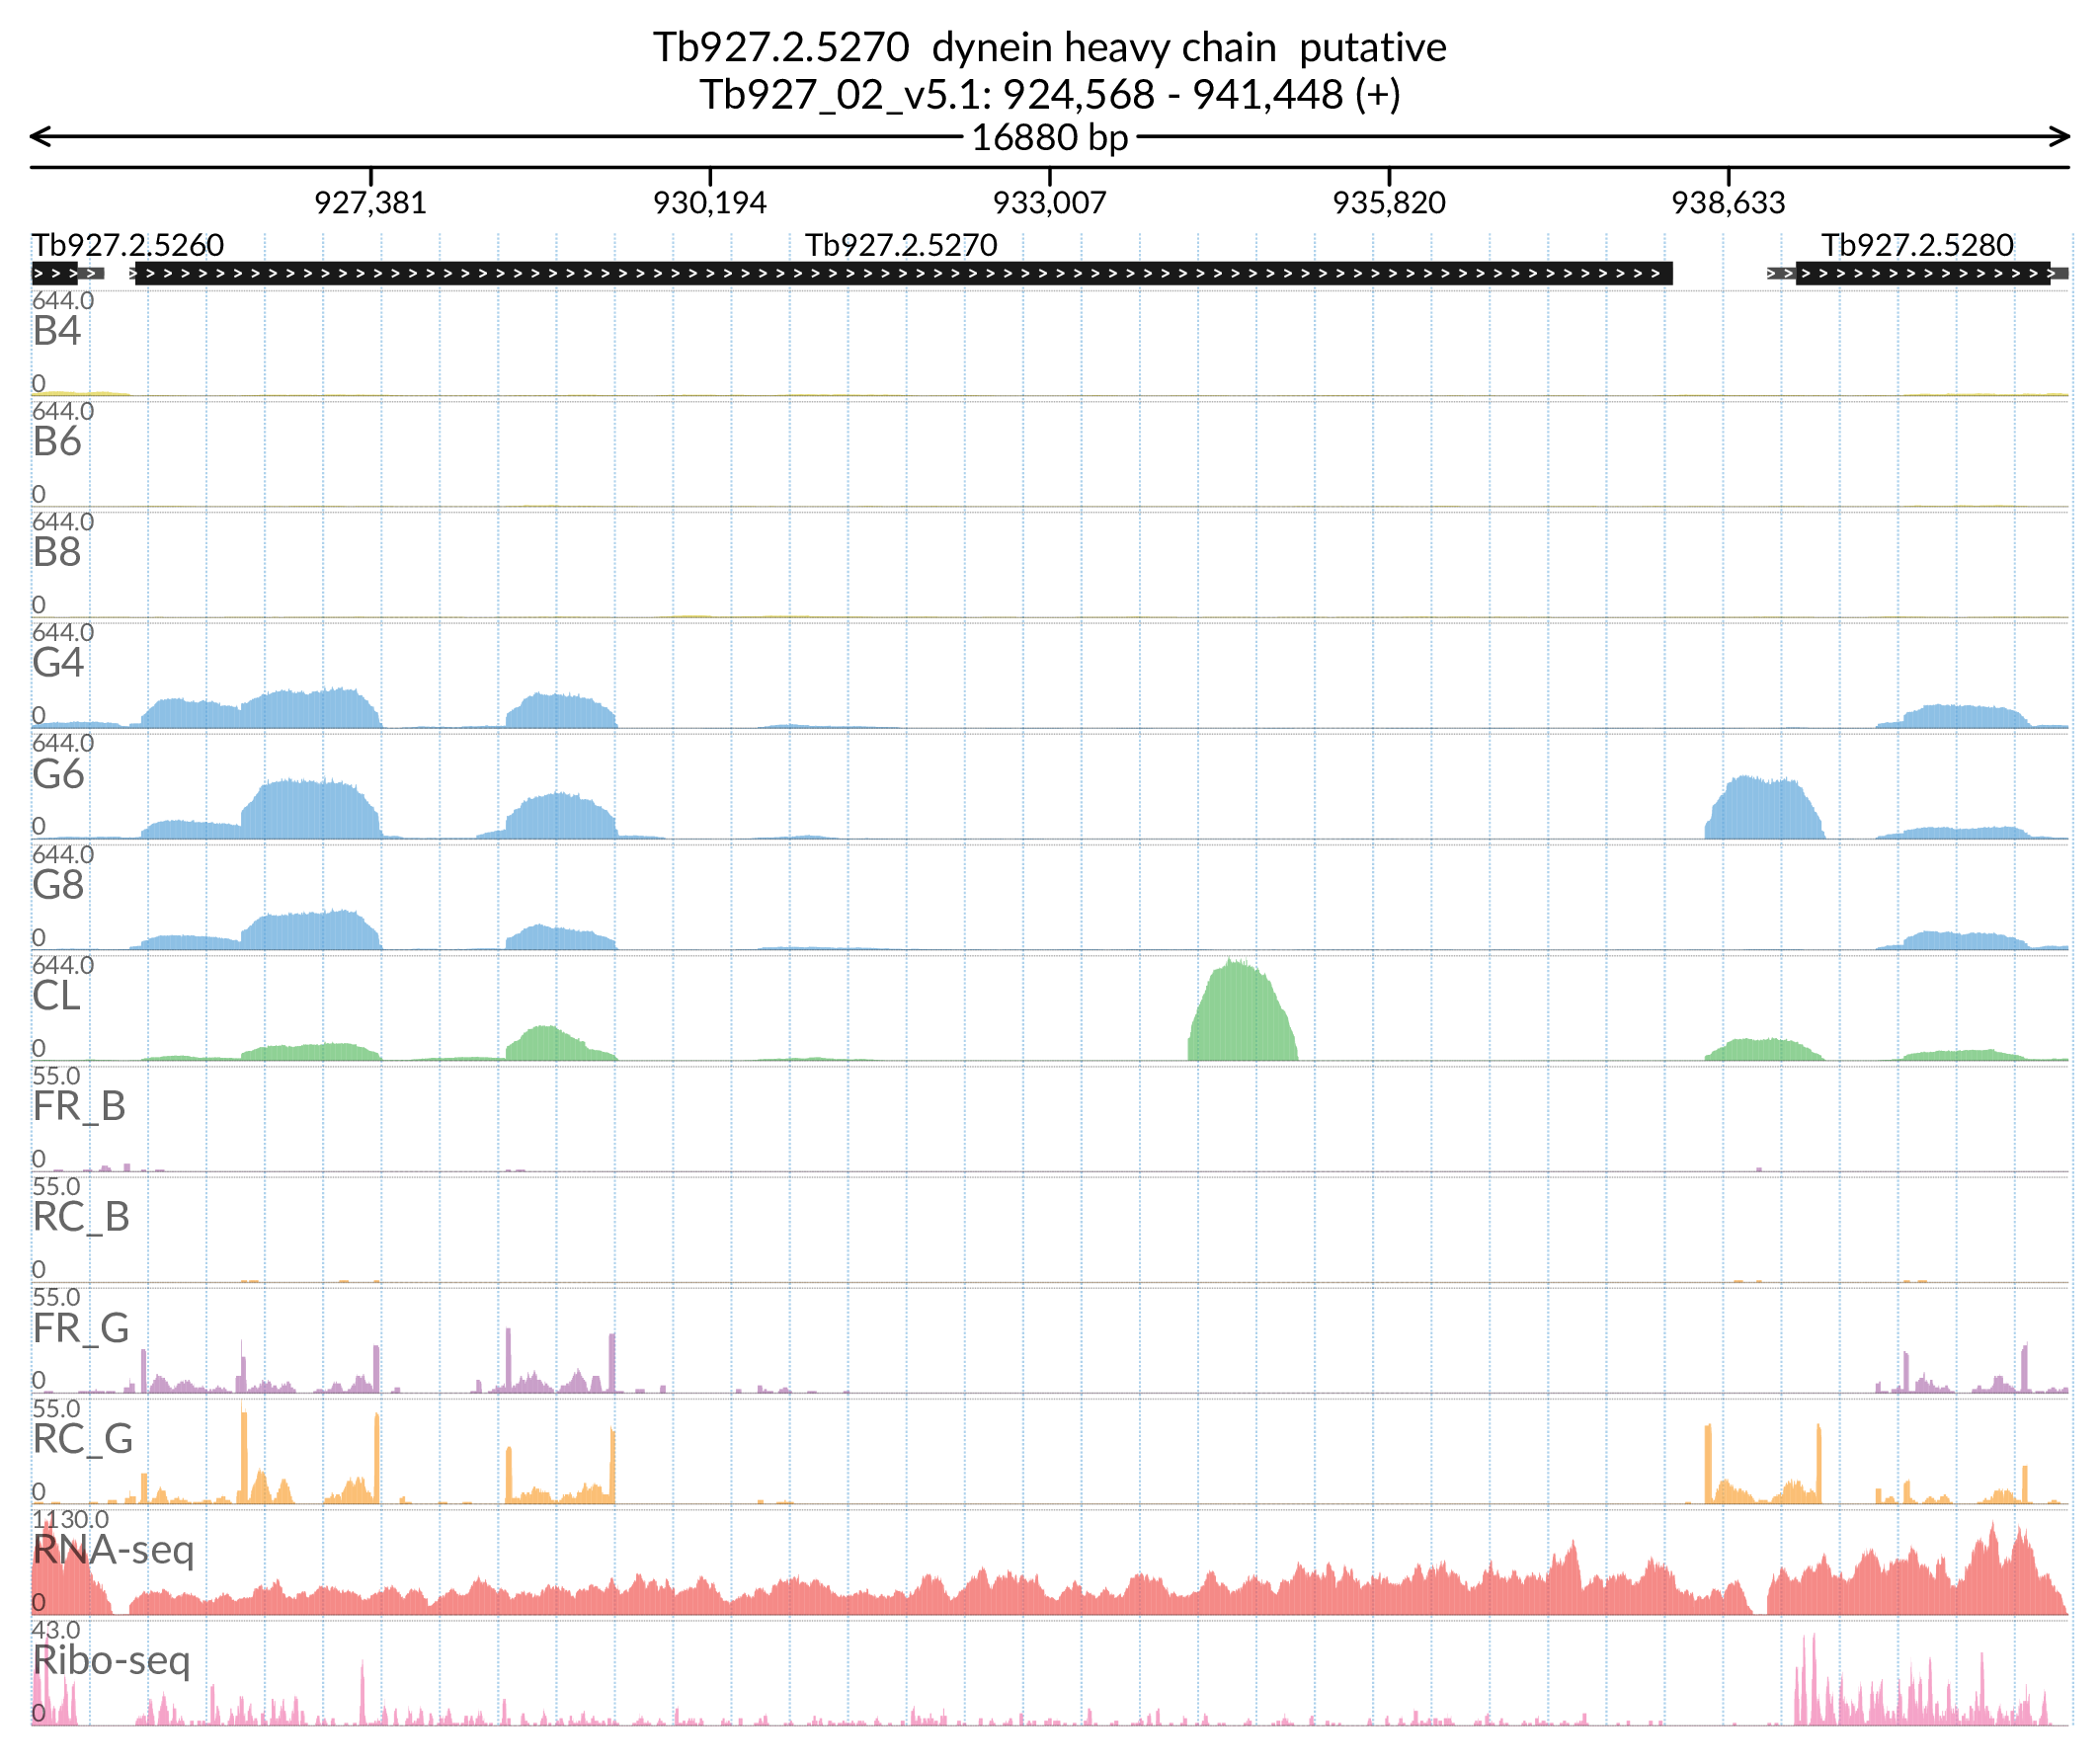 Tb927.2.5270 dynein heavy chain putative
Tb927_02_v5.1: 924,568 - 941,448 (+)
16880 bp
927,381 930,194 933,007 935,820 938,633
Tb927.2.5260 Tb927.2.5270 Tb927.2.5280
644.0
B4
0
644.0
B6
0
644.0
B8
0
644.0
G4
0
644.0
G6
0
644.0
G8
0
644.0
CL
0
55.0
FR_B
0
55.0
RC_B
0
55.0
FR_G
0
55.0
RC_G
0
1130.0
RNA-seq
0
43.0
Ribo-seq
0